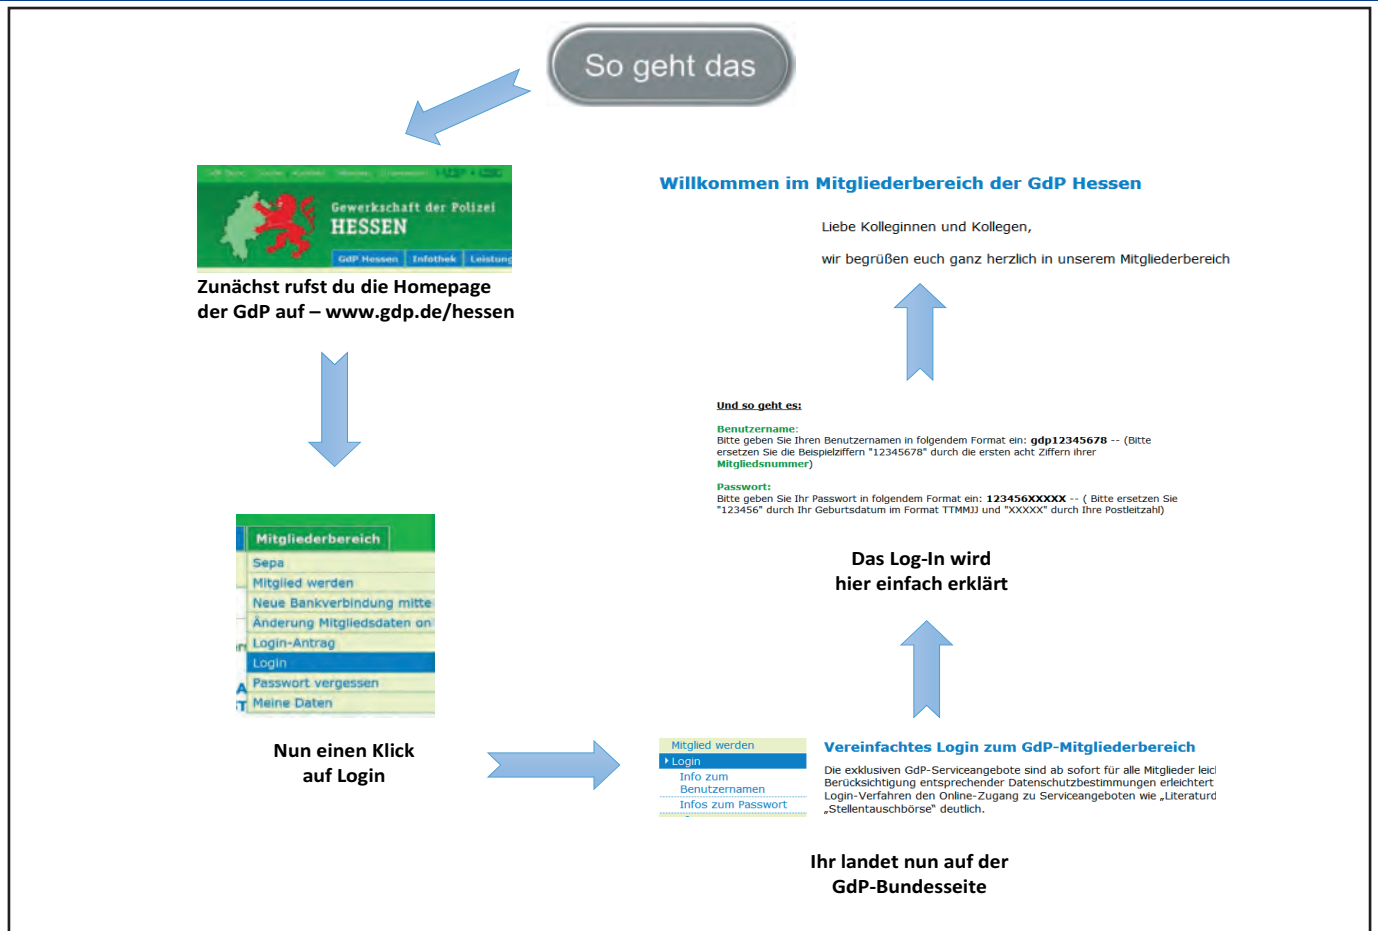 So geht das
Gewerkschaft der Polizei
HESSEN
GdP Hessen Infothek Leistung
Zunächst rufst du die Homepage
der GdP auf – www.gdp.de/hessen
Mitgliederbereich
Sepa
Mitglied werden
Neue Bankverbindung mitte
Änderung Mitgliedsdaten on
Login-Antrag
Login
Passwort vergessen
Meine Daten
Nun einen Klick
auf Login
Mitglied werden
Login
Info zum
Benutzernamen
Infos zum Passwort
Vereinfachtes Login zum GdP-Mitgliederbereich
Die exklusiven GdP-Serviceangebote sind ab sofort für alle Mitglieder leic
Berücksichtigung entsprechender Datenschutzbestimmungen erleichtert
Login-Verfahren den Online-Zugang zu Serviceangeboten wie „Literaturd
„Stellentauschbörse“ deutlich.
Ihr landet nun auf der
GdP-Bundesseite
Und so geht es:
Benutzername:
Bitte geben Sie Ihren Benutzernamen in folgendem Format ein: gdp12345678 -- (Bitte
ersetzen Sie die Beispielziffern "12345678" durch die ersten acht Ziffern ihrer
Mitgliedsnummer)
Passwort:
Bitte geben Sie Ihr Passwort in folgendem Format ein: 123456XXXXX -- ( Bitte ersetzen Sie
"123456" durch Ihr Geburtsdatum im Format TTMMJJ und "XXXXX" durch Ihre Postleitzahl)
Das Log-In wird
hier einfach erklärt
Willkommen im Mitgliederbereich der GdP Hessen
Liebe Kolleginnen und Kollegen,
wir begrüßen euch ganz herzlich in unserem Mitgliederbereich